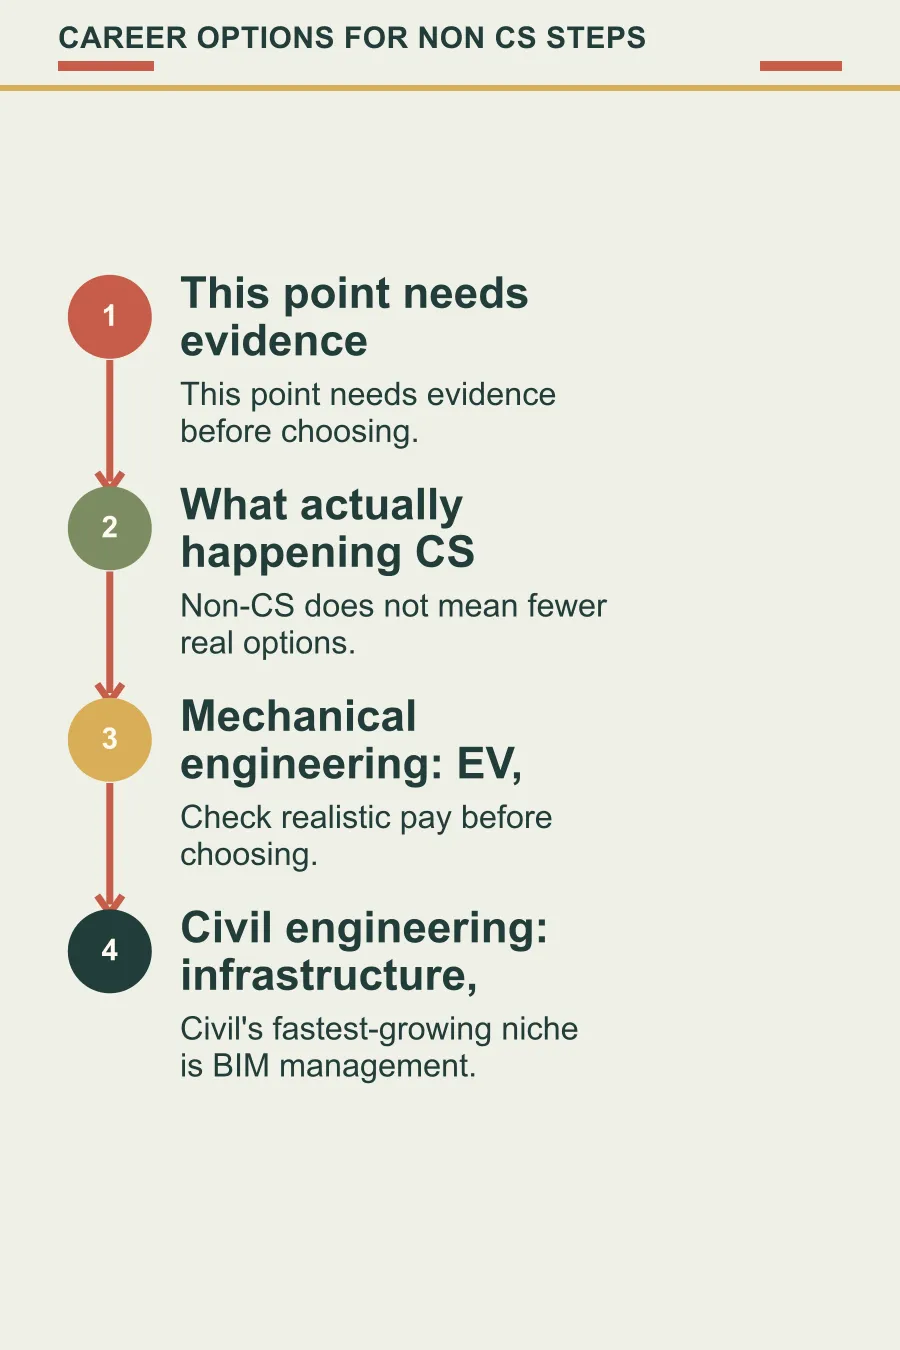 CAREER OPTIONS FOR NON CS STEPS
1
This point needs
evidence
This point needs evidence
before choosing.
2
What actually
happening CS
Non-CS does not mean fewer
real options.
3
Mechanical
engineering: EV,
Check realistic pay before
choosing.
4
Civil engineering:
infrastructure,
Civil's fastest-growing niche
is BIM management.